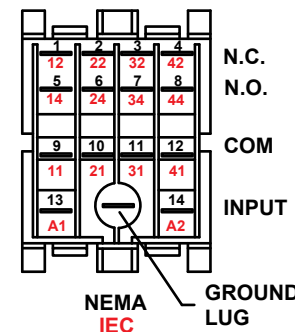 1 2 3 4 N.C.
12 22 32 42
5 6 7 8 N.O.
14 24 34 44
9 10 11 12 COM
11 21 31 41
13 14 INPUT
A1 A2
NEMA GROUND
IEC LUG